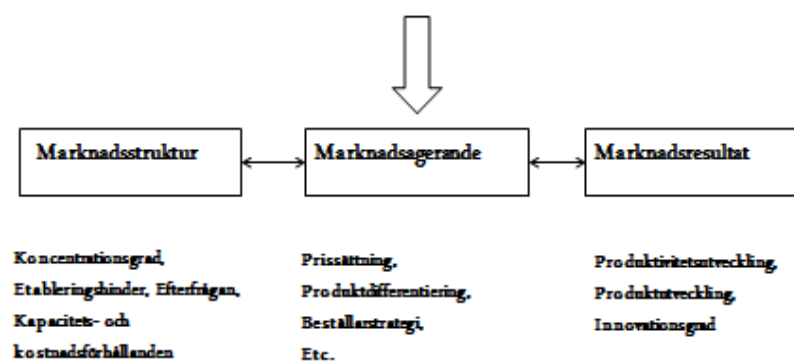 Marknadsstruktur
Marknadsagerande
Marknadsresultat
Koncentrationsgrad,
Etableringshinder, Efterfrågan,
Kapacitets- och
kostnadsförhållanden
Prissättning,
Produktdifferentiering,
Beställarstrategi,
Etc.
Produktivitetsutveckling,
Produktutveckling,
Innovationsgrad